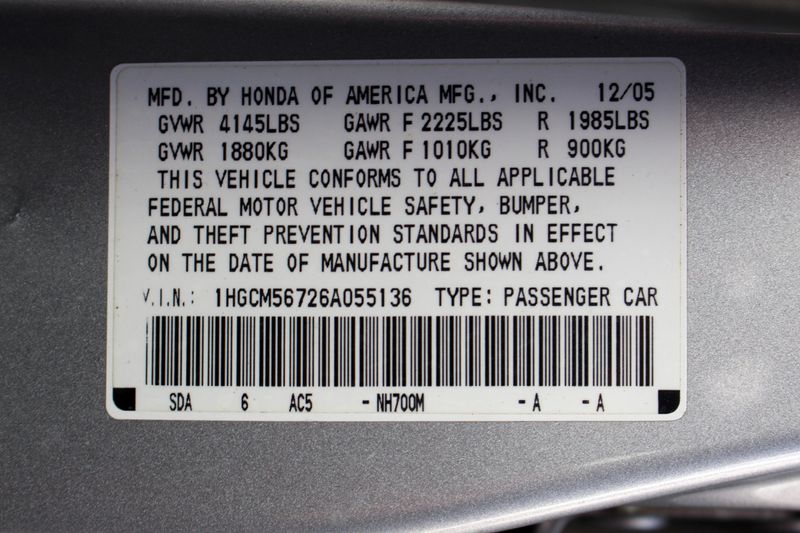 MFD. BY HONDA OF AMERICA MFG., INC. 12/05
GVWR 4145LBS GAWR F 2225LBS R 1985LBS
GVWR 1880KG GAWR F 1010KG R 900KG
THIS VEHICLE CONFORMS TO ALL APPLICABLE
FEDERAL MOTOR VEHICLE SAFETY, BUMPER,
AND THEFT PREVENTION STANDARDS IN EFFECT
ON THE DATE OF MANUFACTURE SHOWN ABOVE.
V.I.N.: 1HGCM56726A055136 TYPE: PASSENGER CAR
SDA 6 AC5 - NH700M - A - A